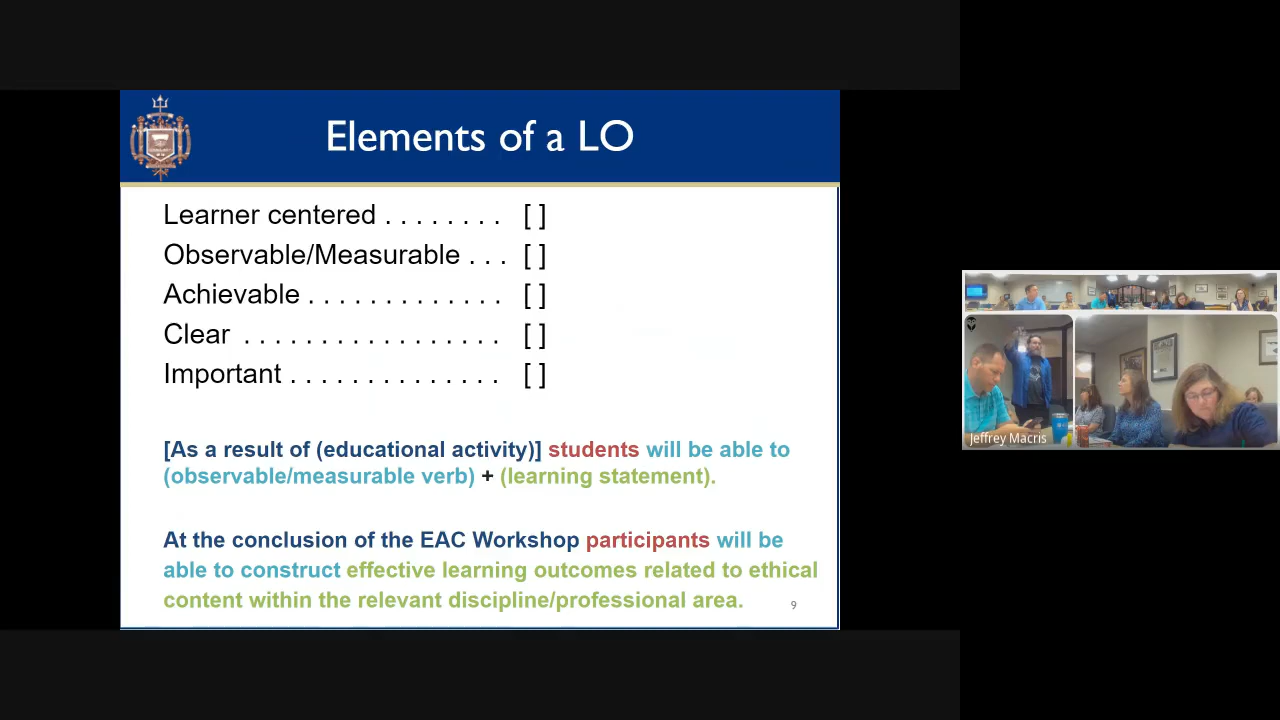 Elements of a LO
Learner centered . . . . . . . . [ ]
Observable/Measurable . . . [ ]
Achievable . . . . . . . . . . . . . [ ]
Clear . . . . . . . . . . . . . . . . . [ ]
Important . . . . . . . . . . . . . . [ ]
[As a result of (educational activity)] students will be able to
(observable/measurable verb) + (learning statement).
At the conclusion of the EAC Workshop participants will be
able to construct effective learning outcomes related to ethical
content within the relevant discipline/professional area.
9
Jeffrey Macris